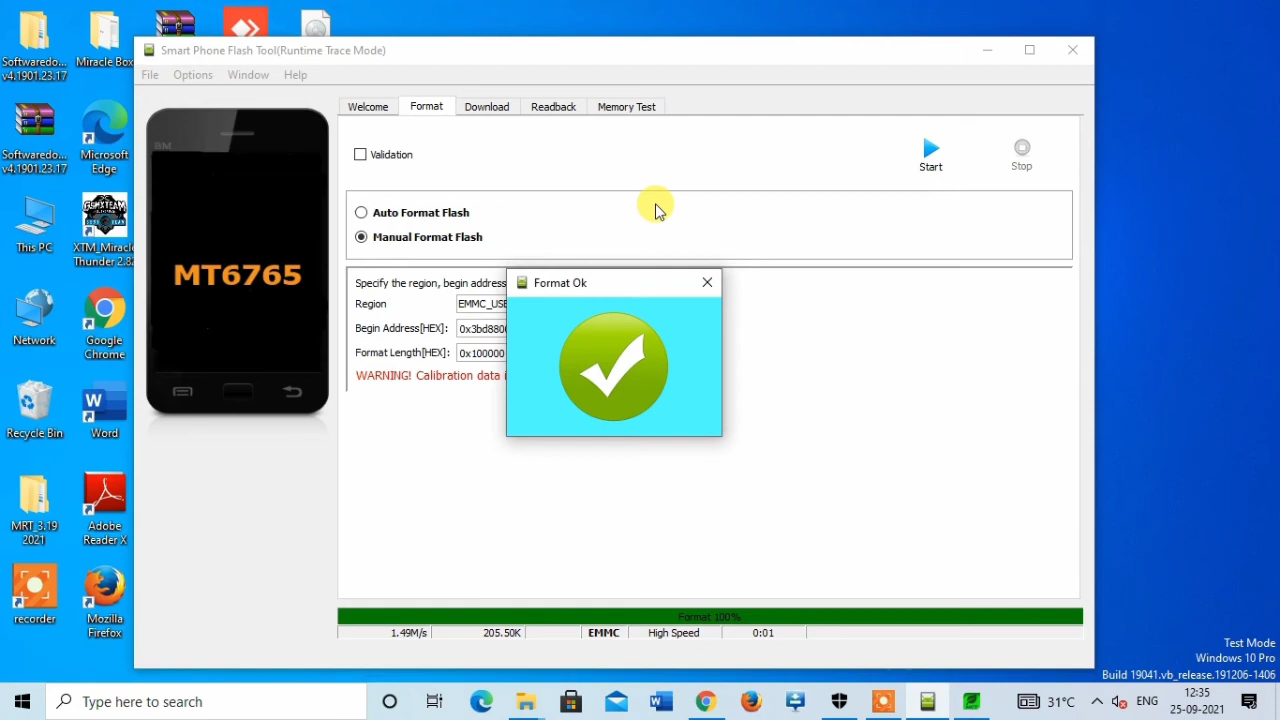 Softwaredo...
v4.1901.23.17
Miracle Box
Smart Phone Flash Tool(Runtime Trace Mode)
File Options Window Help
Welcome Format Download Readback Memory Test
BM
MT6765
Validation
Start
Stop
Auto Format Flash
Manual Format Flash
Specify the region, begin address
Region
EMMC_USE
Begin Address[HEX]:
0x3bd880
Format Length[HEX]:
0x100000
WARNING! Calibration data
Format Ok
Format 100%
1.49M/s 205.50K EMMC High Speed 0:01
Softwaredo...
v4.1901.23.17
Microsoft
Edge
This PC
XTM_Miracle
Thunder 2.82
Network
Google
Chrome
Recycle Bin
Word
MRT_3.19
2021
Adobe
Reader X
recorder
Mozilla
Firefox
Test Mode
Windows 10 Pro
Build 19041.vb_release.191206-1406
Type here to search
31°C
ENG
12:35
25-09-2021